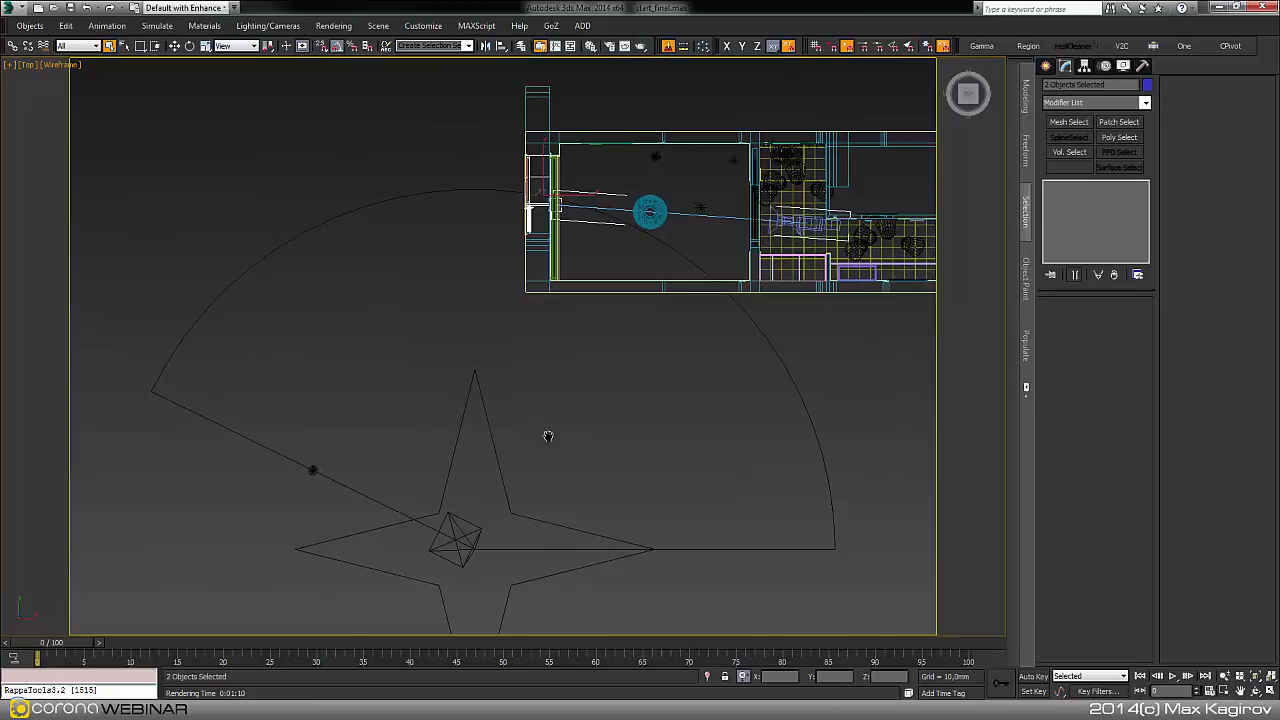 Default with Enhance
Autodesk 3ds Max 2014 x64
start_final.max
Type a keyword or phrase
Objects Edit Animation Simulate Materials Lighting/Cameras Rendering Scene Customize MAXScript Help GoZ ADD
All View Create Selection Se X Y Z XY Gamma Region realCleaner V2C One CPivot
[+] [Top] [Wireframe]
TOP
2 Objects Selected
Modifier List
Mesh Select Patch Select
SplineSelect Poly Select
Vol. Select FFD Select
Surface Select
Modeling
Freeform
Selection
Object Paint
Populate
0 / 100
0 5 10 15 20 25 30 35 40 45 50 55 60 65 70 75 80 85 90 95 100
2 Objects Selected X: Y: Z: Grid = 10,0mm Auto Key Selected
RappaTools3.2 [1515] Rendering Time 0:01:10 Add Time Tag Set Key Key Filters... 0
corona WEBINAR
2014(c) Max Kagirov